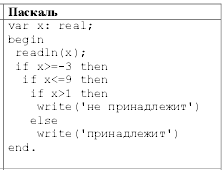 Паскаль
var x: real;
begin
readln(x);
if x>=-3 then
if x<=9 then
if x>1 then
write('не принадлежит')
else
write('принадлежит')
end.